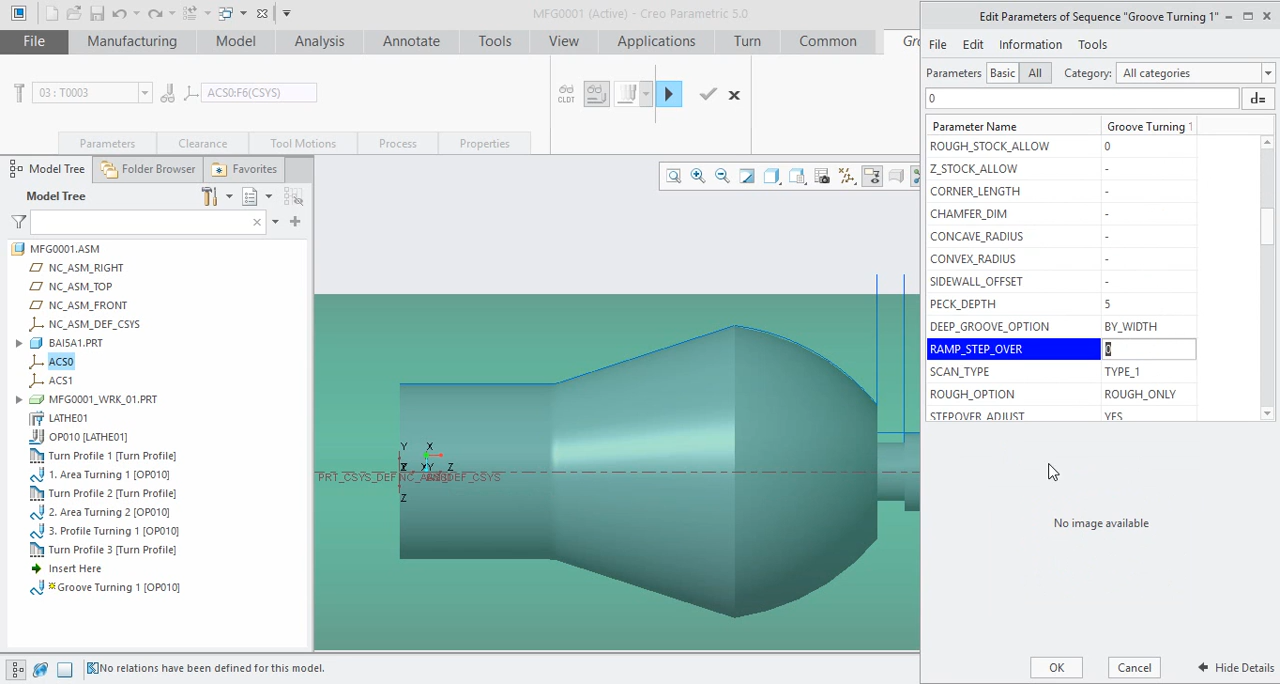 MFG0001 (Active) - Creo Parametric 5.0
File
Manufacturing
Model
Analysis
Annotate
Tools
View
Applications
Turn
Common
03 : T0003
ACS0:F6(CSYS)
CLDT
Parameters
Clearance
Tool Motions
Process
Properties
Model Tree
Folder Browser
Favorites
Model Tree
MFG0001.ASM
NC_ASM_RIGHT
NC_ASM_TOP
NC_ASM_FRONT
NC_ASM_DEF_CSYS
BAI5A1.PRT
ACS0
ACS1
MFG0001_WRK_01.PRT
LATHE01
OP010 [LATHE01]
Turn Profile 1 [Turn Profile]
1. Area Turning 1 [OP010]
Turn Profile 2 [Turn Profile]
2. Area Turning 2 [OP010]
3. Profile Turning 1 [OP010]
Turn Profile 3 [Turn Profile]
Insert Here
Groove Turning 1 [OP010]
Y
X
Z
Z
No relations have been defined for this model.
Edit Parameters of Sequence "Groove Turning 1"
File
Edit
Information
Tools
Parameters
Basic
All
Category:
All categories
0
d=
Parameter Name
Groove Turning 1
ROUGH_STOCK_ALLOW 0
Z_STOCK_ALLOW -
CORNER_LENGTH -
CHAMFER_DIM -
CONCAVE_RADIUS -
CONVEX_RADIUS -
SIDEWALL_OFFSET -
PECK_DEPTH 5
DEEP_GROOVE_OPTION BY_WIDTH
RAMP_STEP_OVER 0
SCAN_TYPE TYPE_1
ROUGH_OPTION ROUGH_ONLY
STEPOVER_ADJUST YES
No image available
OK
Cancel
Hide Details